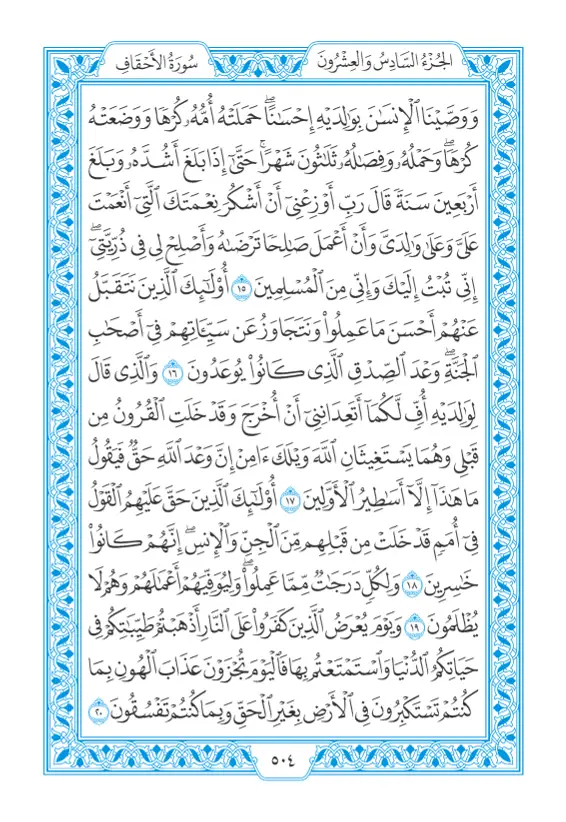 الجُزْءُ السَّادِسُ وَالعِشْرُونَ
سُورَةُ الأَحْقَافِ
وَوَصَّيْنَا ٱلْإِنسَٰنَ بِوَٰلِدَيْهِ إِحْسَٰنًاۖ حَمَلَتْهُ أُمُّهُۥ كُرْهًا وَوَضَعَتْهُ
كُرْهًاۖ وَحَمْلُهُۥ وَفِصَٰلُهُۥ ثَلَٰثُونَ شَهْرًاۚ حَتَّىٰٓ إِذَا بَلَغَ أَشُدَّهُۥ وَبَلَغَ
أَرْبَعِينَ سَنَةً قَالَ رَبِّ أَوْزِعْنِىٓ أَنْ أَشْكُرَ نِعْمَتَكَ ٱلَّتِىٓ أَنْعَمْتَ
عَلَىَّ وَعَلَىٰ وَٰلِدَىَّ وَأَنْ أَعْمَلَ صَٰلِحًا تَرْضَىٰهُ وَأَصْلِحْ لِى فِى ذُرِّيَّتِىٓۖ
إِنِّى تُبْتُ إِلَيْكَ وَإِنِّى مِنَ ٱلْمُسْلِمِينَ ١٥ أُوْلَٰٓئِكَ ٱلَّذِينَ نَتَقَبَّلُ
عَنْهُمْ أَحْسَنَ مَا عَمِلُواْ وَنَتَجَاوَزُ عَن سَيِّـَٔاتِهِمْ فِىٓ أَصْحَٰبِ
ٱلْجَنَّةِۖ وَعْدَ ٱلصِّدْقِ ٱلَّذِى كَانُواْ يُوعَدُونَ ١٦ وَٱلَّذِى قَالَ
لِوَٰلِدَيْهِ أُفٍّ لَّكُمَآ أَتَعِدَانِنِىٓ أَنْ أُخْرَجَ وَقَدْ خَلَتِ ٱلْقُرُونُ مِن
قَبْلِى وَهُمَا يَسْتَغِيثَانِ ٱللَّهَ وَيْلَكَ ءَامِنْ إِنَّ وَعْدَ ٱللَّهِ حَقٌّ فَيَقُولُ
مَا هَٰذَآ إِلَّآ أَسَٰطِيرُ ٱلْأَوَّلِينَ ١٧ أُوْلَٰٓئِكَ ٱلَّذِينَ حَقَّ عَلَيْهِمُ ٱلْقَوْلُ
فِىٓ أُمَمٍ قَدْ خَلَتْ مِن قَبْلِهِم مِّنَ ٱلْجِنِّ وَٱلْإِنسِۖ إِنَّهُمْ كَانُواْ
خَٰسِرِينَ ١٨ وَلِكُلٍّ دَرَجَٰتٌ مِّمَّا عَمِلُواْۖ وَلِيُوَفِّيَهُمْ أَعْمَٰلَهُمْ وَهُمْ لَا
يُظْلَمُونَ ١٩ وَيَوْمَ يُعْرَضُ ٱلَّذِينَ كَفَرُواْ عَلَى ٱلنَّارِ أَذْهَبْتُمْ طَيِّبَٰتِكُمْ فِى
حَيَاتِكُمُ ٱلدُّنْيَا وَٱسْتَمْتَعْتُم بِهَا فَٱلْيَوْمَ تُجْزَوْنَ عَذَابَ ٱلْهُونِ بِمَا
كُنتُمْ تَسْتَكْبِرُونَ فِى ٱلْأَرْضِ بِغَيْرِ ٱلْحَقِّ وَبِمَا كُنتُمْ تَفْسُقُونَ ٢٠
٥٠٤